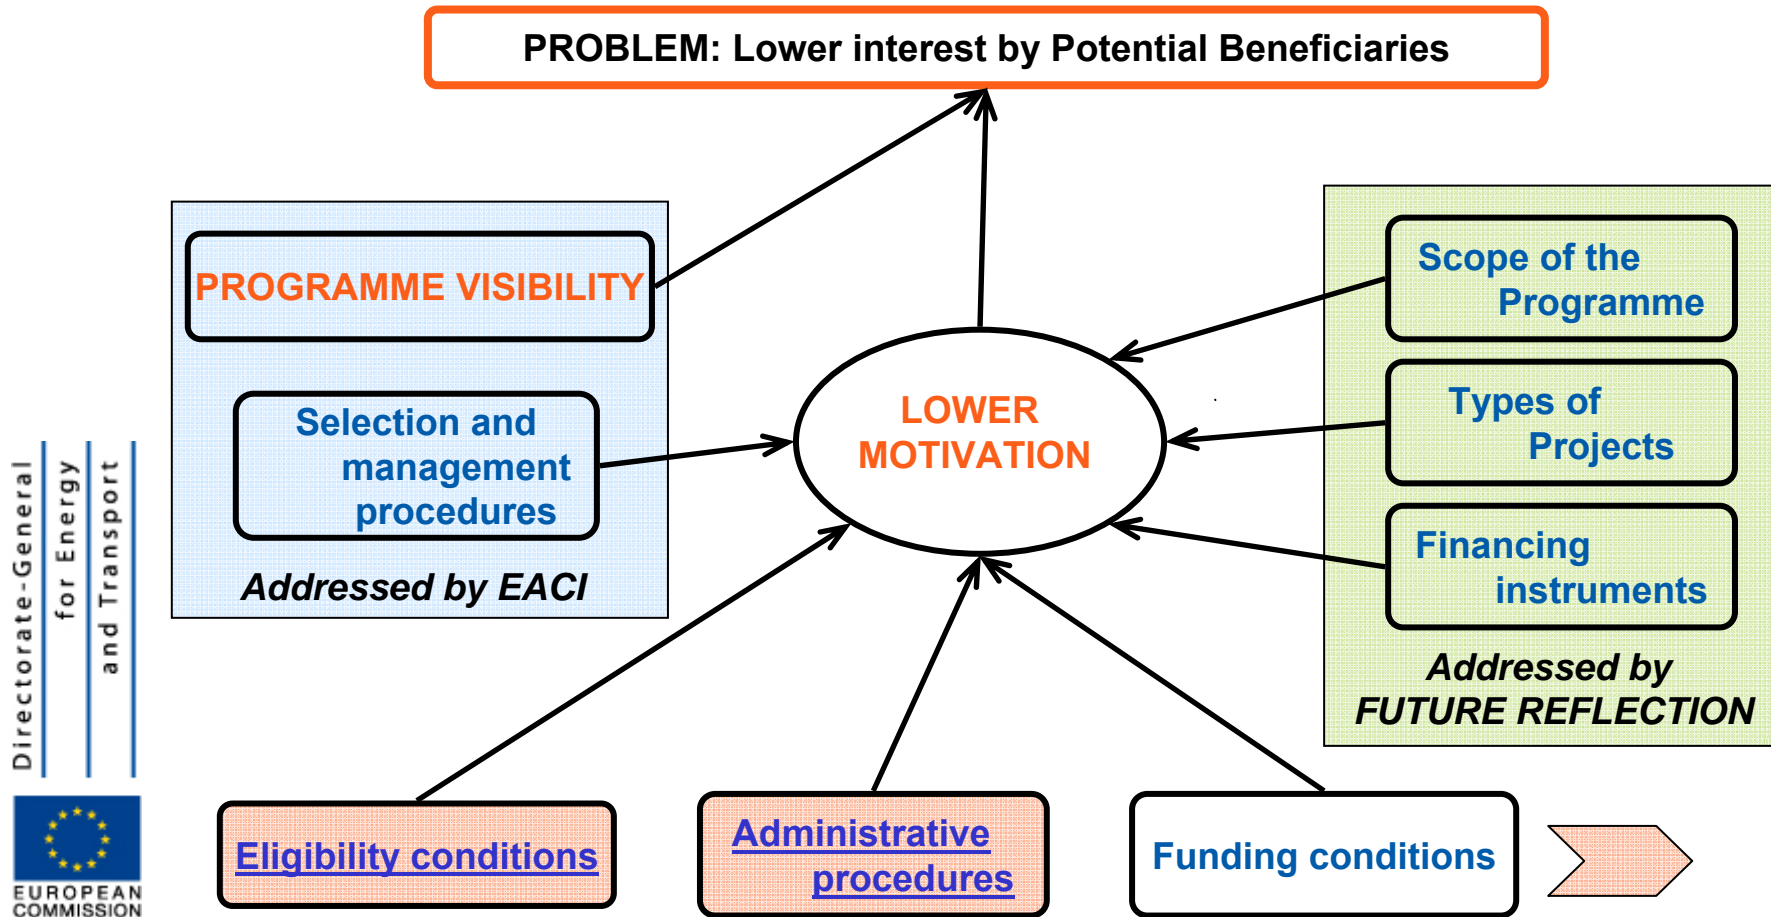 PROBLEM: Lower interest by Potential Beneficiaries
PROGRAMME VISIBILITY
Selection and
management
procedures
Addressed by EACI
LOWER
MOTIVATION
Scope of the
Programme
Types of
Projects
Financing
instruments
Addressed by
FUTURE REFLECTION
Eligibility conditions
Administrative
procedures
Funding conditions
Directorate-General
for Energy
and Transport
EUROPEAN
COMMISSION